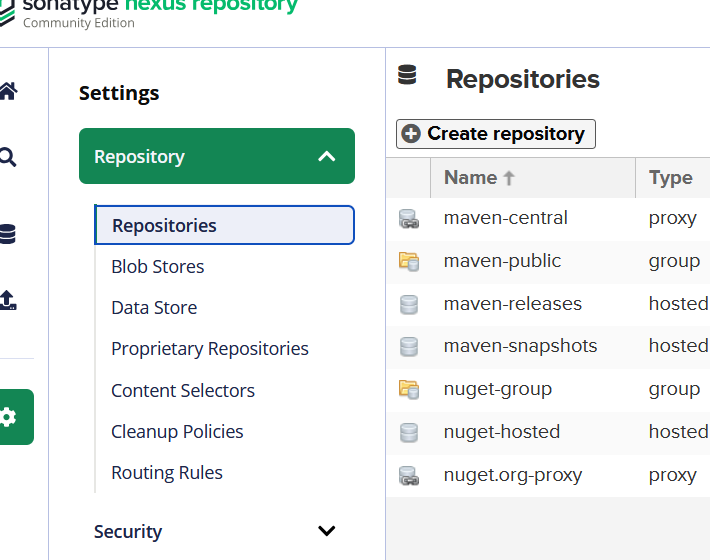 sonatype nexus repository
Community Edition
Settings
Repository
Repositories
Blob Stores
Data Store
Proprietary Repositories
Content Selectors
Cleanup Policies
Routing Rules
Security
Repositories
Create repository
Name Type
maven-central proxy
maven-public group
maven-releases hosted
maven-snapshots hosted
nuget-group group
nuget-hosted hosted
nuget.org-proxy proxy